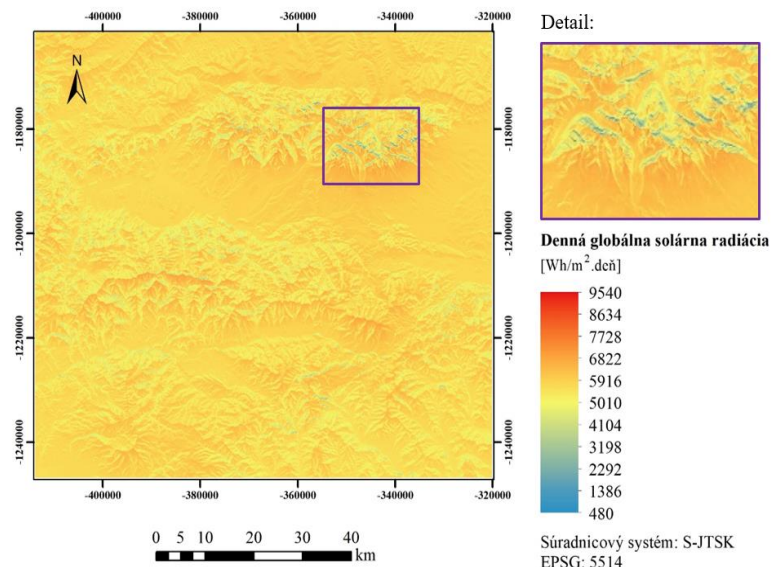 -400000 -380000 -360000 -340000 -320000
Detail:
N
-1180000
-1180000
-1200000
-1200000
-1220000
-1220000
-1240000
-1240000
-400000 -380000 -360000 -340000 -320000
Denná globálna solárna radiácia
[Wh/m².deň]
9540
8634
7728
6822
5916
5010
4104
3198
2292
1386
480
0 5 10 20 30 40
km
Súradnicový systém: S-JTSK
EPSG: 5514